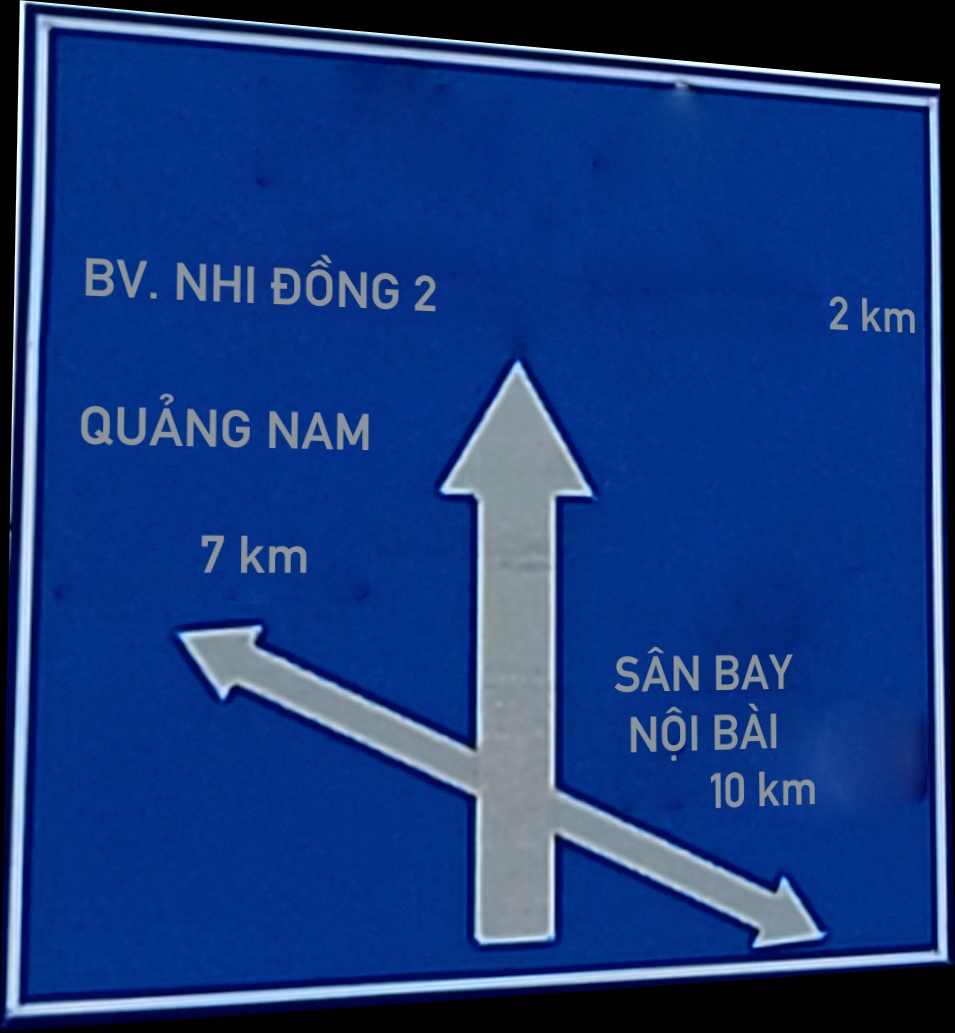 BV. NHI ĐỒNG 2
2 km
QUẢNG NAM
7 km
SÂN BAY
NỘI BÀI
10 km